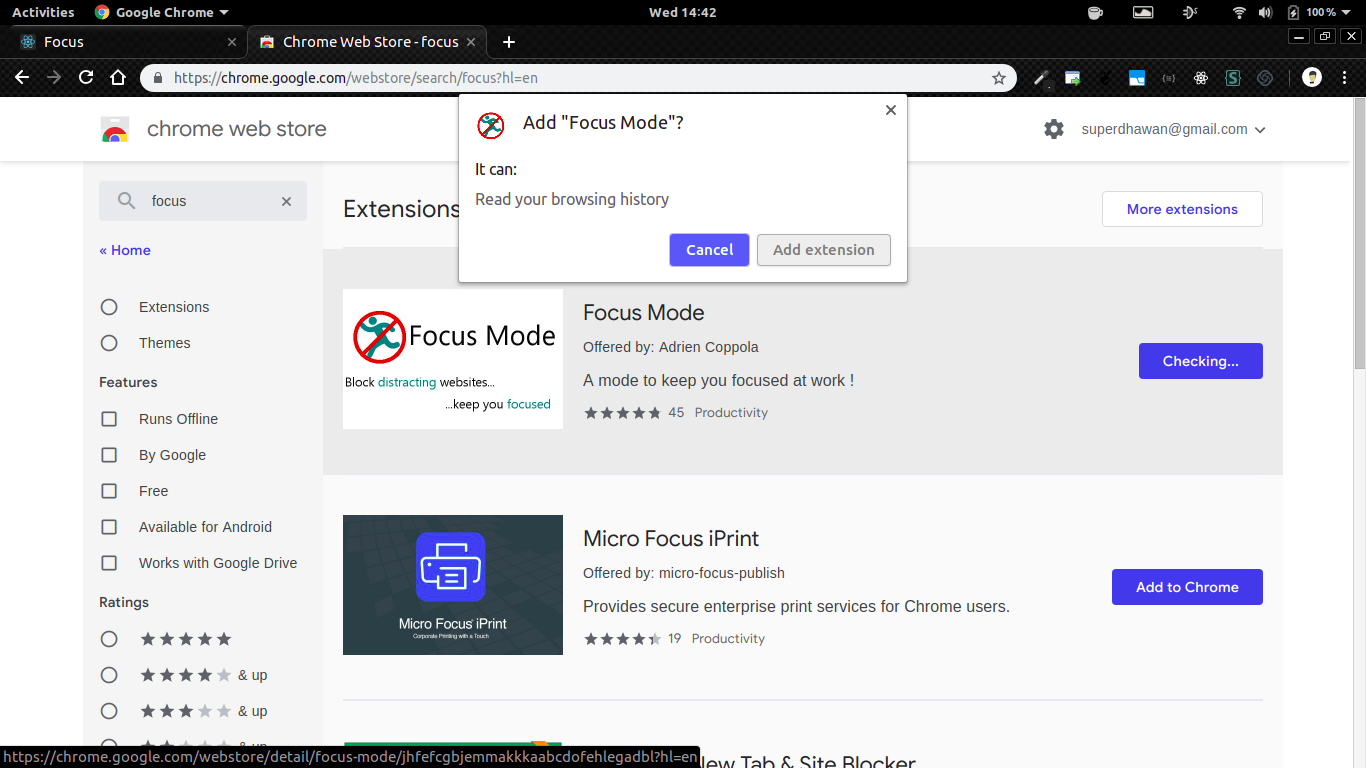 Activities Google Chrome Wed 14:42 100 %
Focus Chrome Web Store - focus
https://chrome.google.com/webstore/search/focus?hl=en
chrome web store
superdhawan@gmail.com
Add "Focus Mode"?
It can:
Read your browsing history
Cancel Add extension
focus
« Home
Extensions
Themes
Features
Runs Offline
By Google
Free
Available for Android
Works with Google Drive
Ratings
& up
& up
& up
Extensions
More extensions
Focus Mode
Block distracting websites...
...keep you focused
Focus Mode
Offered by: Adrien Coppola
A mode to keep you focused at work !
45 Productivity
Checking...
Micro Focus iPrint
Corporate Printing with a Touch
Micro Focus iPrint
Offered by: micro-focus-publish
Provides secure enterprise print services for Chrome users.
19 Productivity
Add to Chrome
New Tab & Site Blocker
https://chrome.google.com/webstore/detail/focus-mode/jhfefcgbjemmakkkaabcdofehlegadbl?hl=en